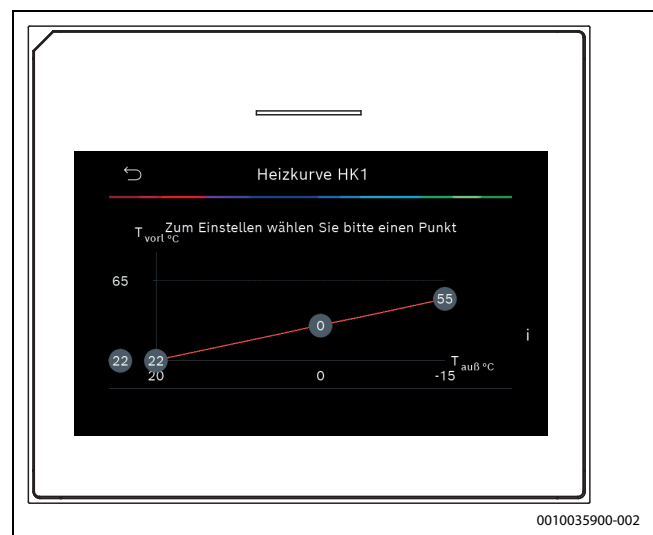 Heizkurve HK1
Zum Einstellen wählen Sie bitte einen Punkt
T vorl °C
65
55
0
22 22
T auß °C
20 0 -15
i
0010035900-002